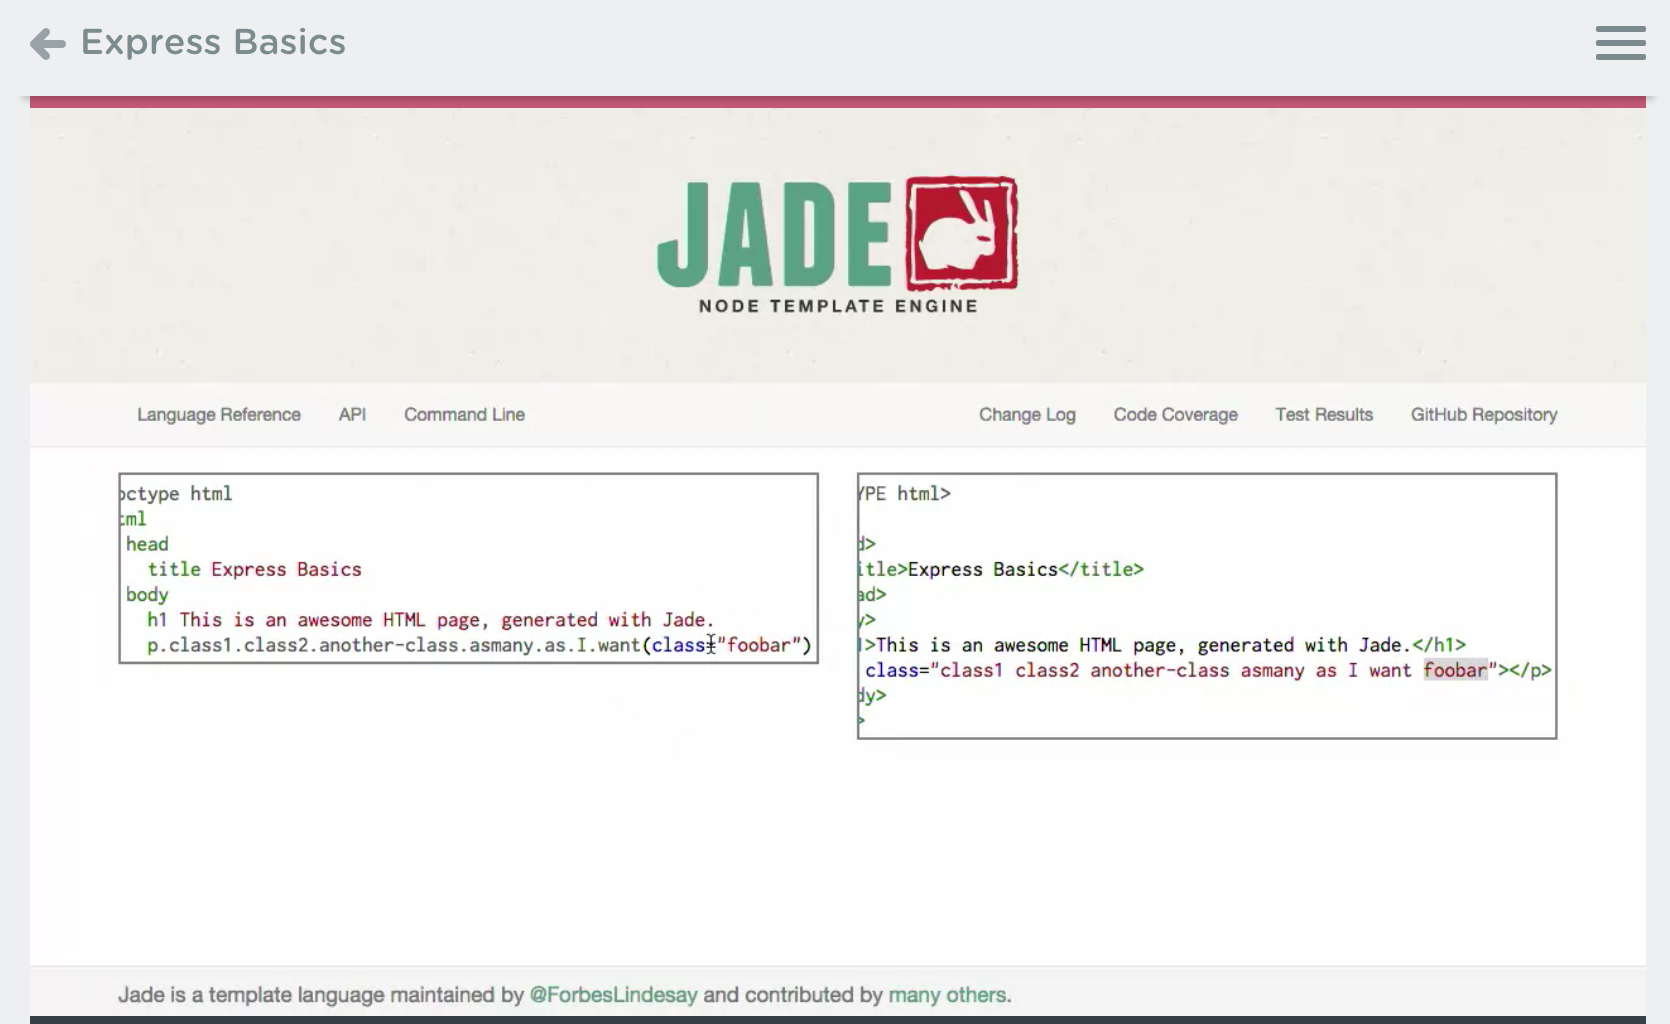 Express Basics
JADE
NODE TEMPLATE ENGINE
Language Reference API Command Line Change Log Code Coverage Test Results GitHub Repository
octype html
tml
head
title Express Basics
body
h1 This is an awesome HTML page, generated with Jade.
p.class1.class2.another-class.asmany.as.I.want(class="foobar")
YPE html>
d>
itle>Express Basics</title>
ad>
y>
1>This is an awesome HTML page, generated with Jade.</h1>
class="class1 class2 another-class asmany as I want foobar"></p>
dy>
>
Jade is a template language maintained by @ForbesLindesay and contributed by many others.